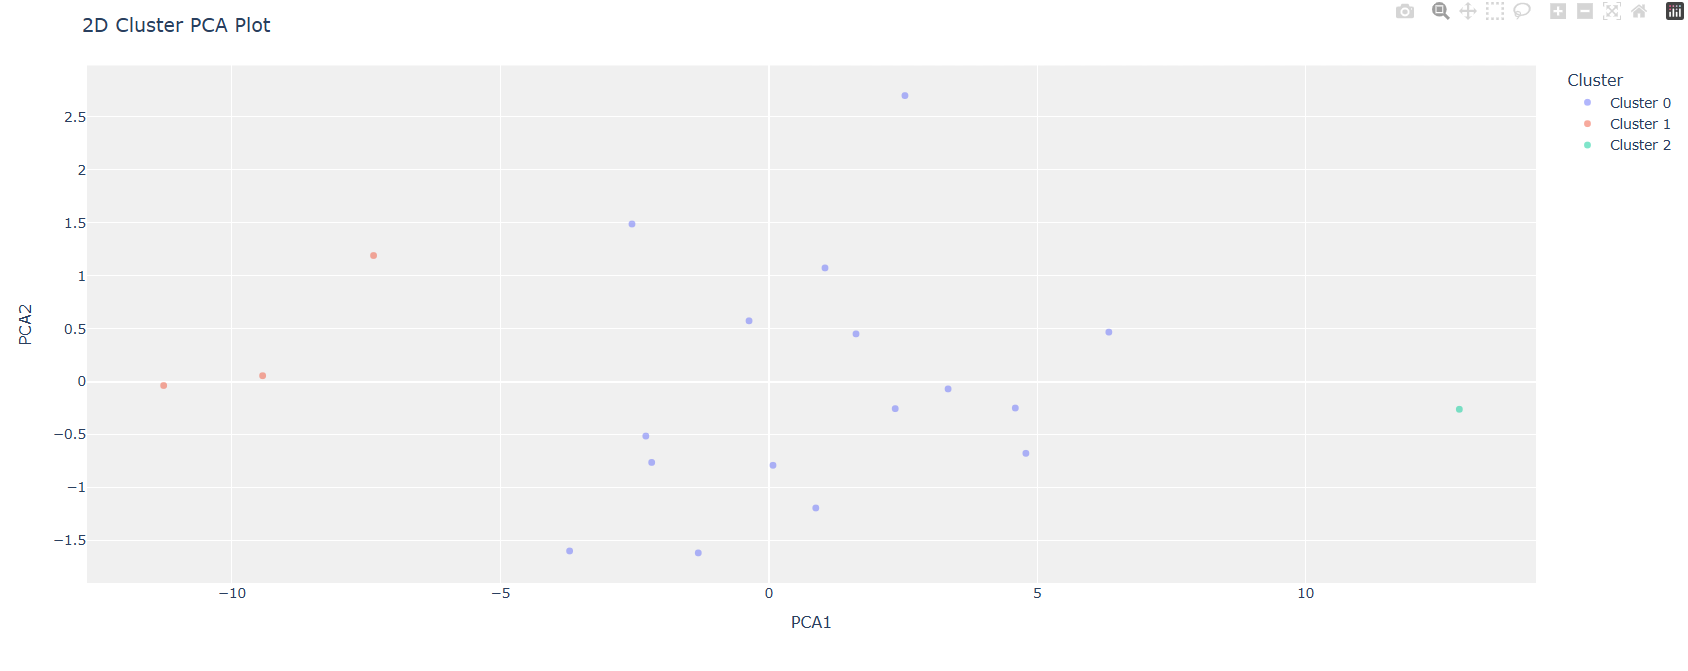 2D Cluster PCA Plot
Cluster
Cluster 0
Cluster 1
Cluster 2
2.5
2
1.5
1
0.5
0
−0.5
−1
−1.5
PCA2
−10
−5
0
5
10
PCA1